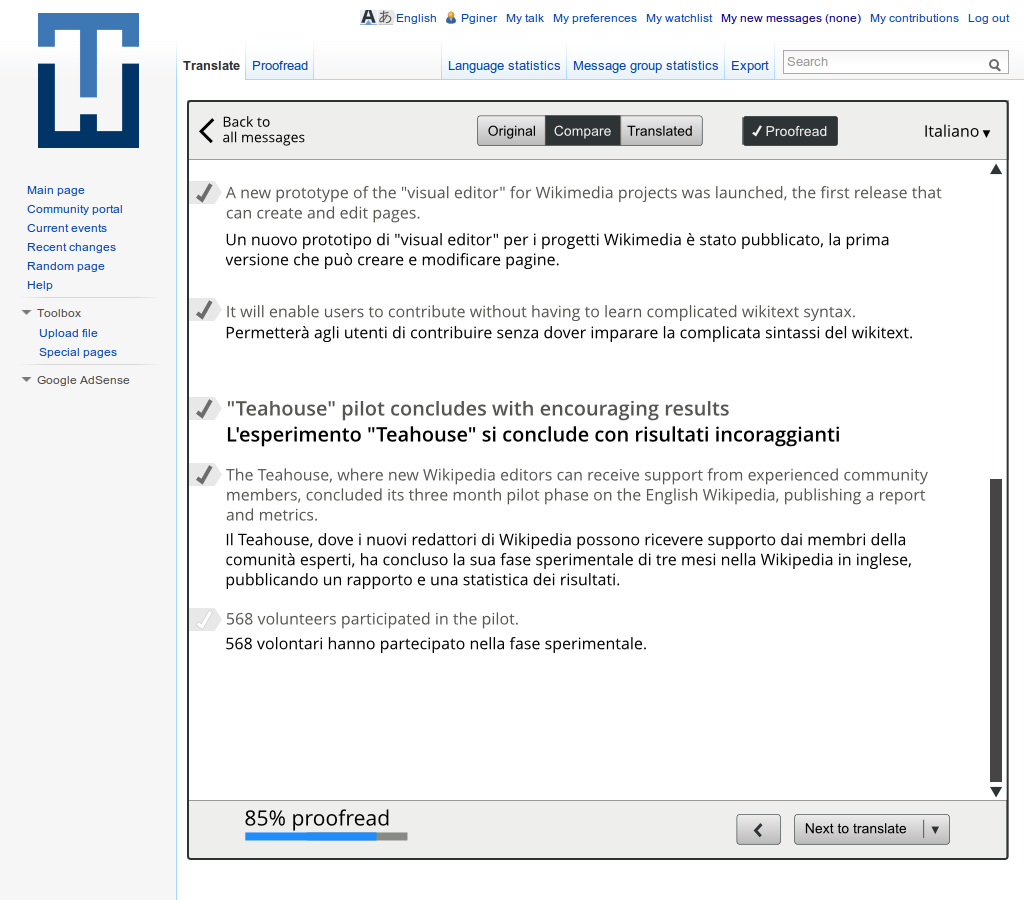 Aあ English Pginer My talk My preferences My watchlist My new messages (none) My contributions Log out
Translate Proofread Language statistics Message group statistics Export Search
Back to
all messages
Original Compare Translated ✓Proofread Italiano ▾
Main page
Community portal
Current events
Recent changes
Random page
Help
Toolbox
Upload file
Special pages
Google AdSense
A new prototype of the "visual editor" for Wikimedia projects was launched, the first release that
can create and edit pages.
Un nuovo prototipo di "visual editor" per i progetti Wikimedia è stato pubblicato, la prima
versione che può creare e modificare pagine.
It will enable users to contribute without having to learn complicated wikitext syntax.
Permetterà agli utenti di contribuire senza dover imparare la complicata sintassi del wikitext.
"Teahouse" pilot concludes with encouraging results
L'esperimento "Teahouse" si conclude con risultati incoraggianti
The Teahouse, where new Wikipedia editors can receive support from experienced community
members, concluded its three month pilot phase on the English Wikipedia, publishing a report
and metrics.
Il Teahouse, dove i nuovi redattori di Wikipedia possono ricevere supporto dai membri della
comunità esperti, ha concluso la sua fase sperimentale di tre mesi nella Wikipedia in inglese,
pubblicando un rapporto e una statistica dei risultati.
568 volunteers participated in the pilot.
568 volontari hanno partecipato nella fase sperimentale.
85% proofread
Next to translate ▾